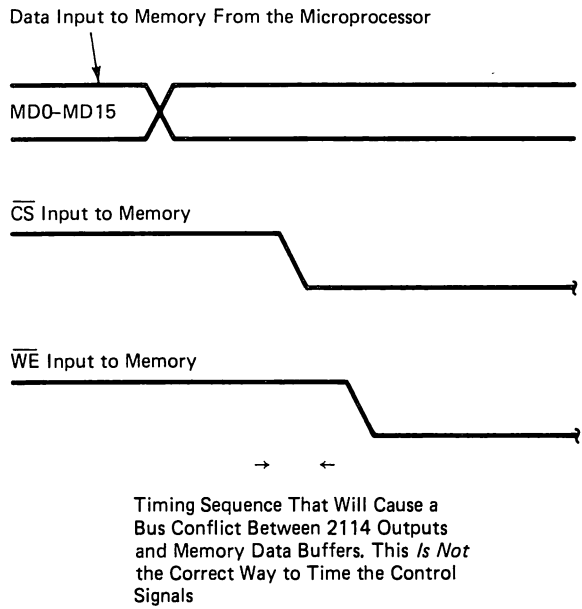 Data Input to Memory From the Microprocessor
MD0–MD15
C̅S̅ Input to Memory
W̅E̅ Input to Memory
Timing Sequence That Will Cause a
Bus Conflict Between 2114 Outputs
and Memory Data Buffers. This Is Not
the Correct Way to Time the Control
Signals